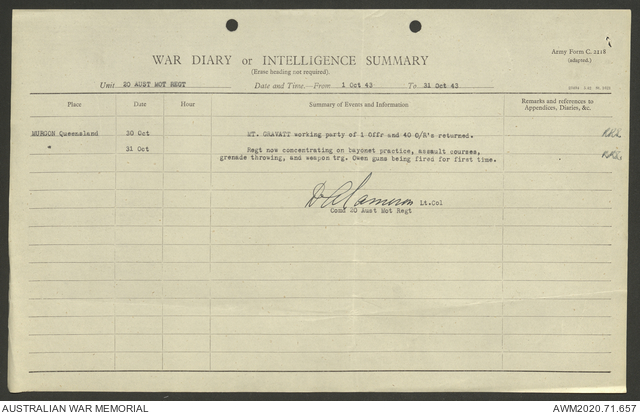 Army Form C. 2118
(adapted.)
WAR DIARY or INTELLIGENCE SUMMARY
(Erase heading not required).
Unit 20 AUST MOT REGT Date and Time.—From 1 Oct 43 To 31 Oct 43
Place Date Hour Summary of Events and Information Remarks and references to
Appendices, Diaries, &c.
MURGON Queensland 30 Oct MT. GRAVATT working party of 1 Offr and 40 O/R's returned.
" 31 Oct Regt now concentrating on bayonet practice, assault courses,
grenade throwing, and weapon trg. Owen guns being fired for first time.
Lt.Col
Comd 20 Aust Mot Regt
AUSTRALIAN WAR MEMORIAL AWM2020.71.657